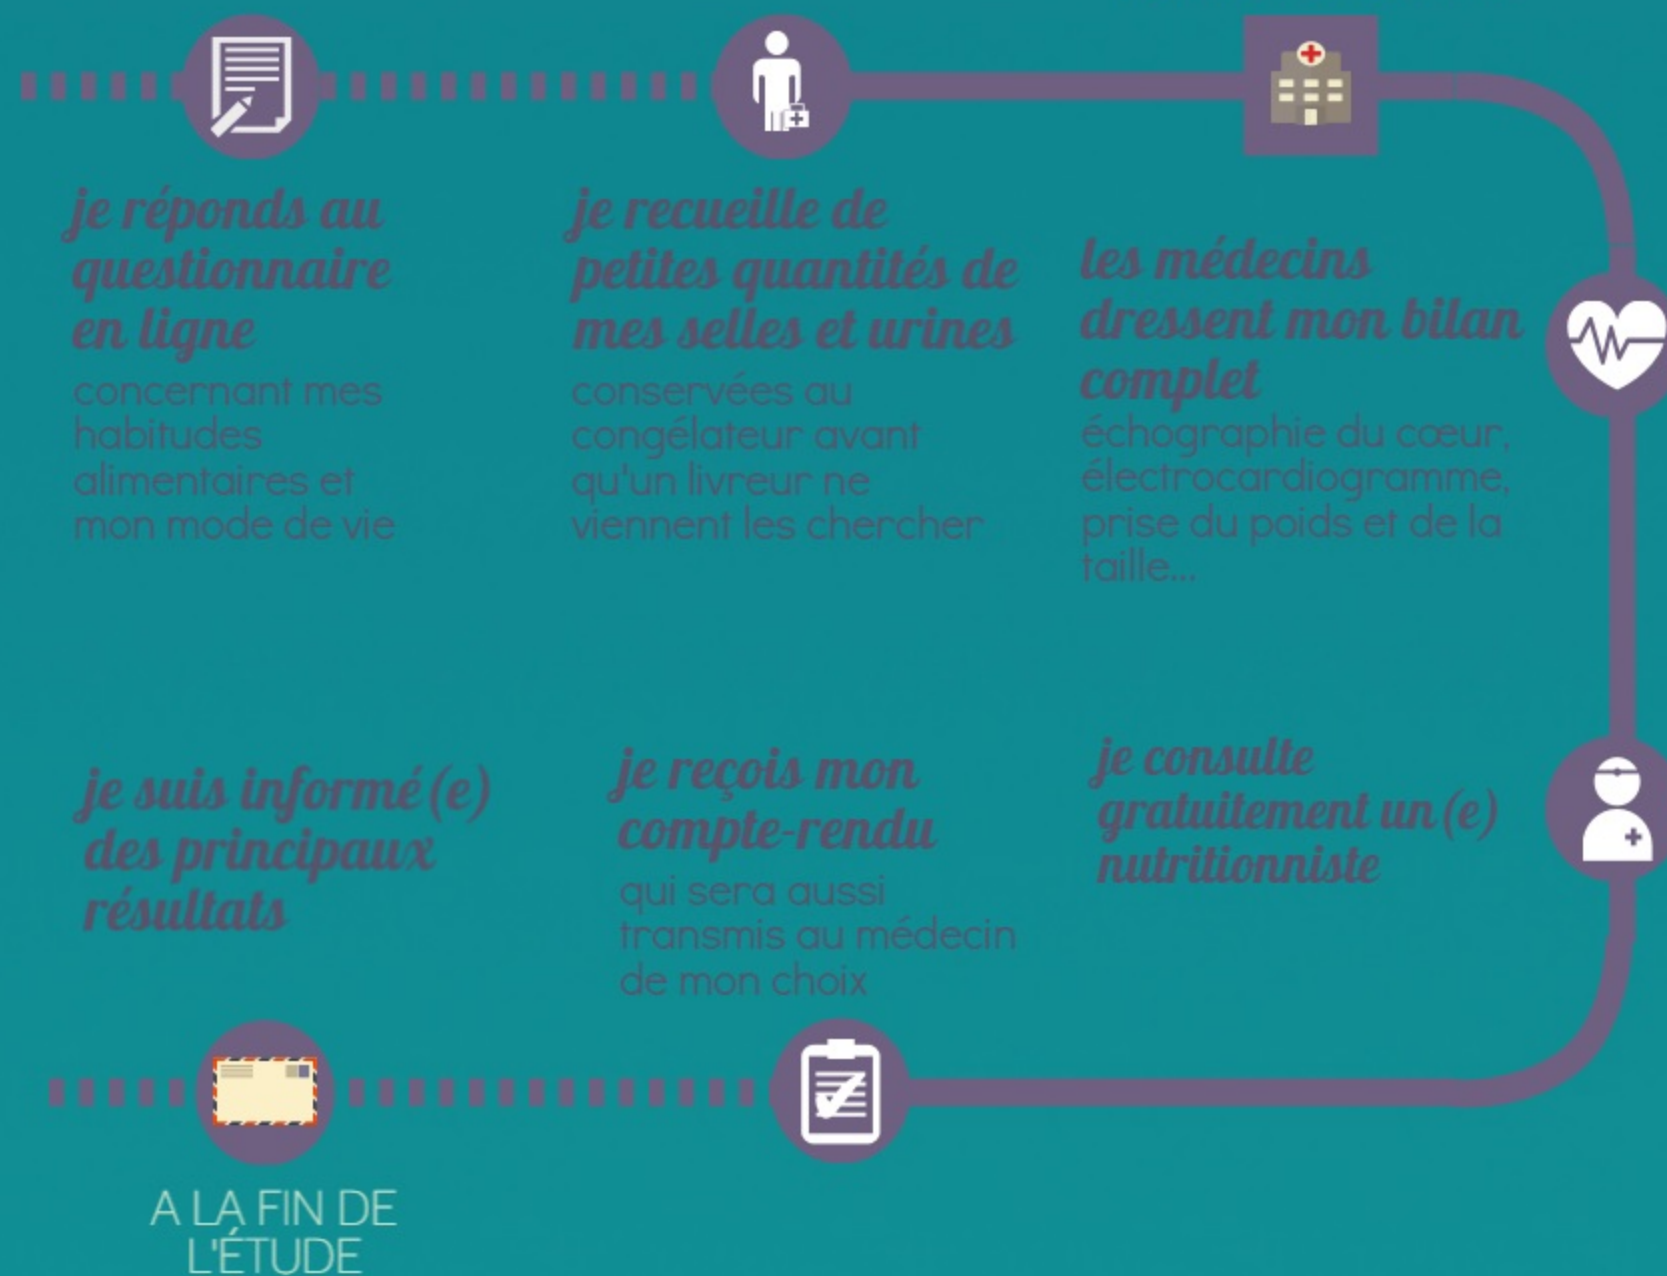 je réponds au
questionnaire
en ligne
concernant mes
habitudes
alimentaires et
mon mode de vie
je recueille de
petites quantités de
mes selles et urines
conservées au
congélateur avant
qu'un livreur ne
viennent les chercher
les médecins
dressent mon bilan
complet
échographie du cœur,
électrocardiogramme,
prise du poids et de la
taille...
je consulte
gratuitement un(e)
nutritionniste
je reçois mon
compte-rendu
qui sera aussi
transmis au médecin
de mon choix
je suis informé(e)
des principaux
résultats
A LA FIN DE
L'ÉTUDE